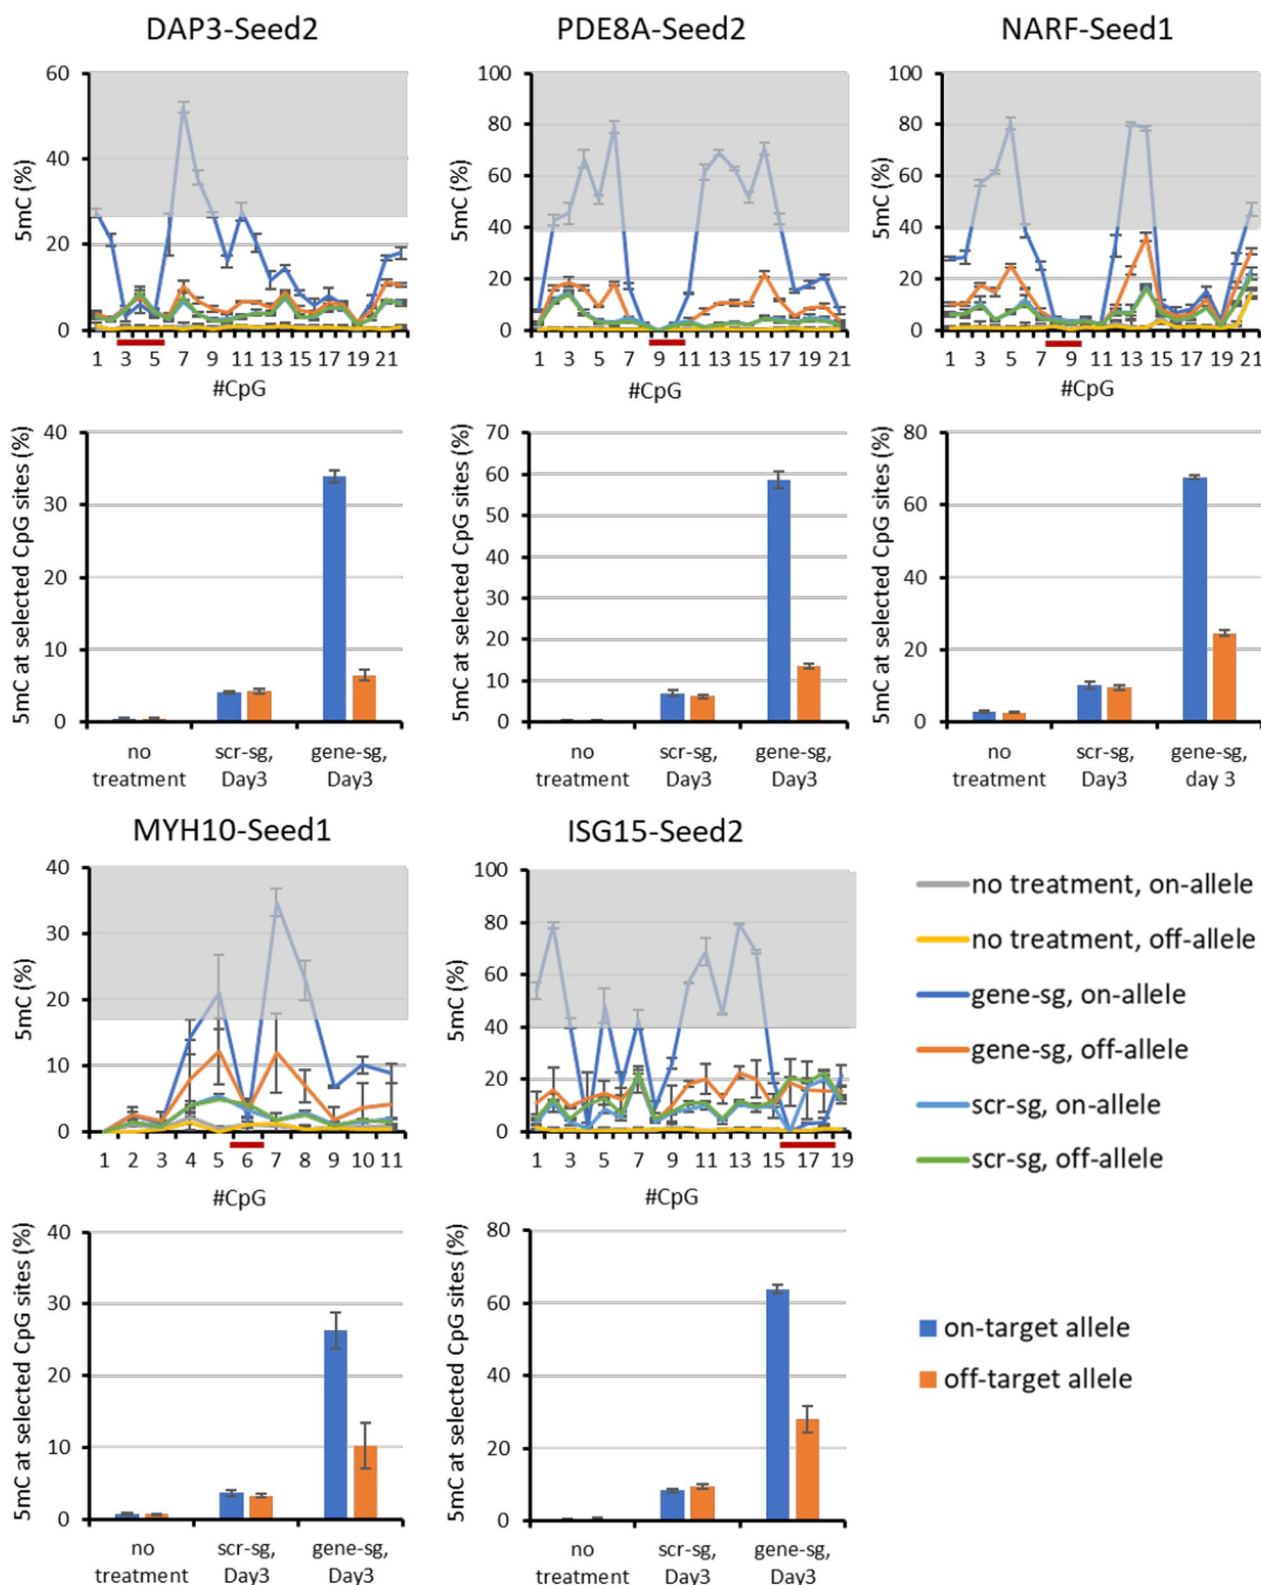 DAP3-Seed2
PDE8A-Seed2
NARF-Seed1
60
40
20
0
5mC (%)
1 3 5 7 9 11 13 15 17 19 21
#CpG
100
80
60
40
20
0
5mC (%)
1 3 5 7 9 11 13 15 17 19 21
#CpG
100
80
60
40
20
0
5mC (%)
1 3 5 7 9 11 13 15 17 19 21
#CpG
40
30
20
10
0
5mC at selected CpG sites (%)
no treatment
scr-sg, Day3
gene-sg, Day3
70
60
50
40
30
20
10
0
5mC at selected CpG sites (%)
no treatment
scr-sg, Day3
gene-sg, Day3
80
60
40
20
0
5mC at selected CpG sites (%)
no treatment
scr-sg, Day3
gene-sg, day 3
MYH10-Seed1
ISG15-Seed2
40
30
20
10
0
5mC (%)
1 2 3 4 5 6 7 8 9 10 11
#CpG
100
80
60
40
20
0
5mC (%)
1 3 5 7 9 11 13 15 17 19
#CpG
no treatment, on-allele
no treatment, off-allele
gene-sg, on-allele
gene-sg, off-allele
scr-sg, on-allele
scr-sg, off-allele
40
30
20
10
0
5mC at selected CpG sites (%)
no treatment
scr-sg, Day3
gene-sg, Day3
80
60
40
20
0
5mC at selected CpG sites (%)
no treatment
scr-sg, Day3
gene-sg, Day3
on-target allele
off-target allele